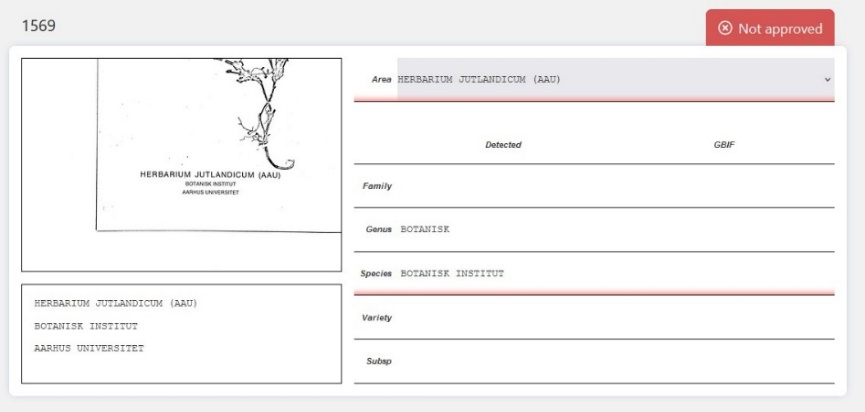 1569
Not approved
HERBARIUM JUTLANDICUM (AAU)
BOTANISK INSTITUT
AARHUS UNIVERSITET
HERBARIUM JUTLANDICUM (AAU)
BOTANISK INSTITUT
AARHUS UNIVERSITET
Area HERBARIUM JUTLANDICUM (AAU)
Detected GBIF
Family
Genus BOTANISK
Species BOTANISK INSTITUT
Variety
Subsp